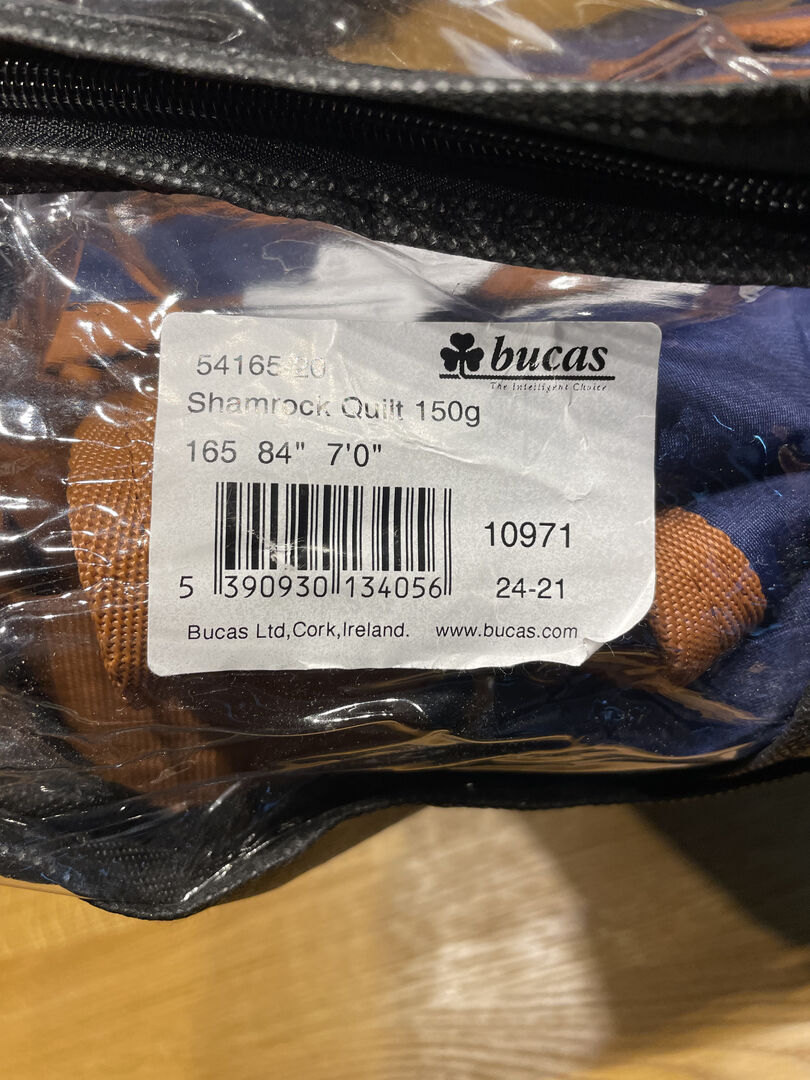 54165-20
bucas
The Intelligent Choice
Shamrock Quilt 150g
165 84" 7'0"
10971
5 390930 134056
24-21
Bucas Ltd,Cork,Ireland. www.bucas.com